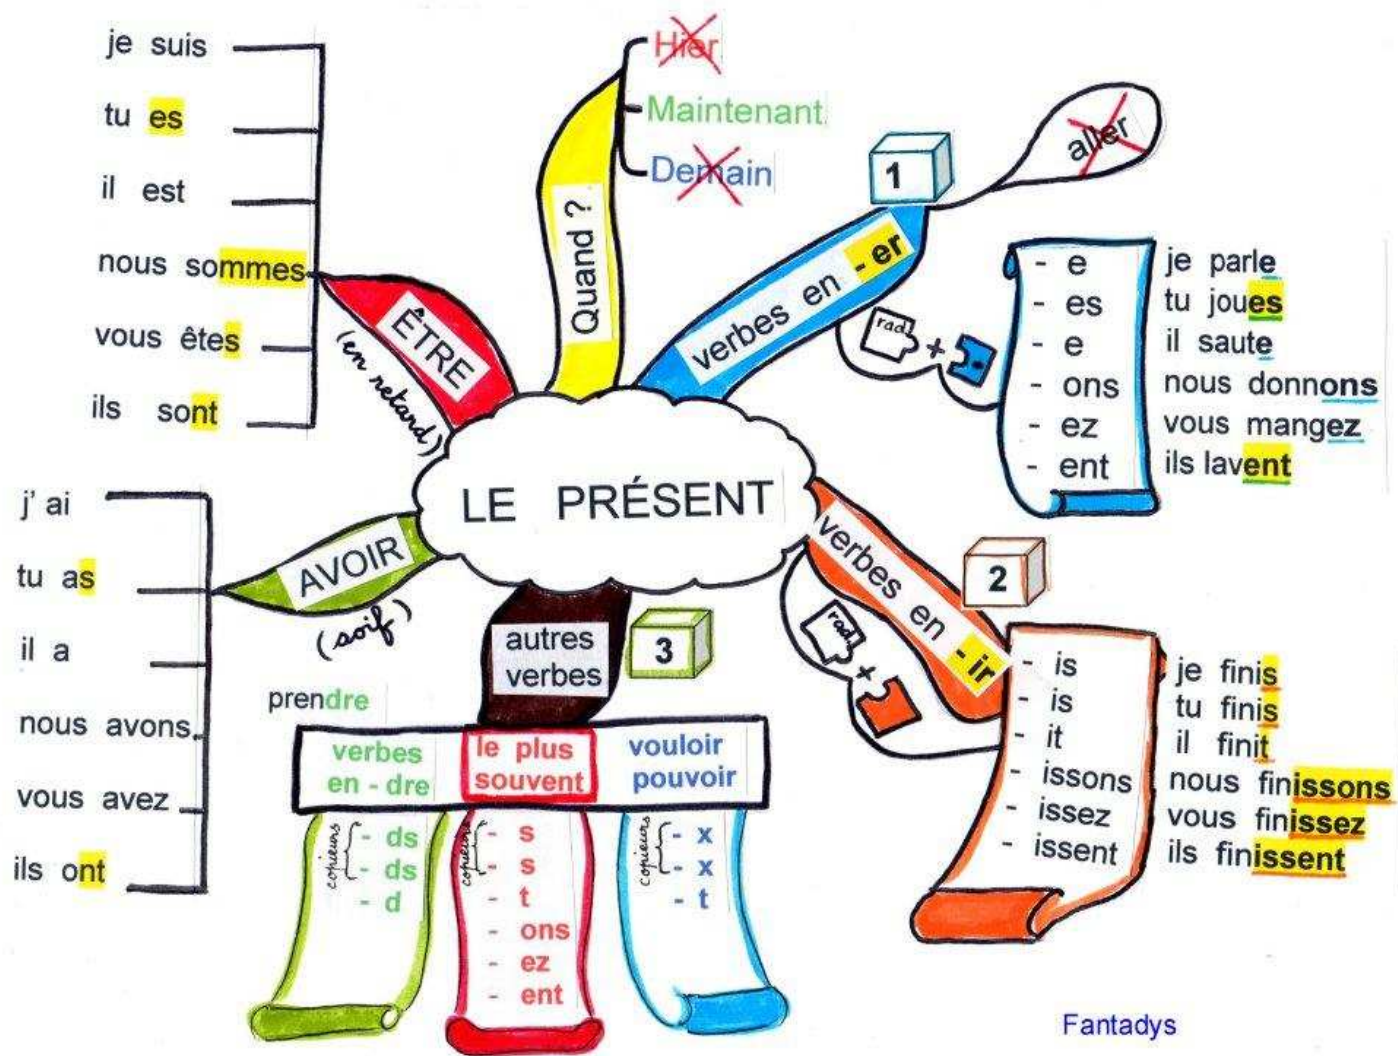 LE PRÉSENT
Quand ?
Hier
Maintenant
Demain
verbes en - er
1
aller
rad
+
- e
- es
- e
- ons
- ez
- ent
je parle
tu joues
il saute
nous donnons
vous mangez
ils lavent
verbes en - ir
2
rad
+
- is
- is
- it
- issons
- issez
- issent
je finis
tu finis
il finit
nous finissons
vous finissez
ils finissent
autres
verbes
3
prendre
verbes
en - dre
le plus
souvent
vouloir
pouvoir
copieurs
- ds
- ds
- d
copieurs
- s
- s
- t
- ons
- ez
- ent
copieurs
- x
- x
- t
AVOIR
(soif)
j' ai
tu as
il a
nous avons
vous avez
ils ont
ÊTRE
(en retard)
je suis
tu es
il est
nous sommes
vous êtes
ils sont
Fantadys